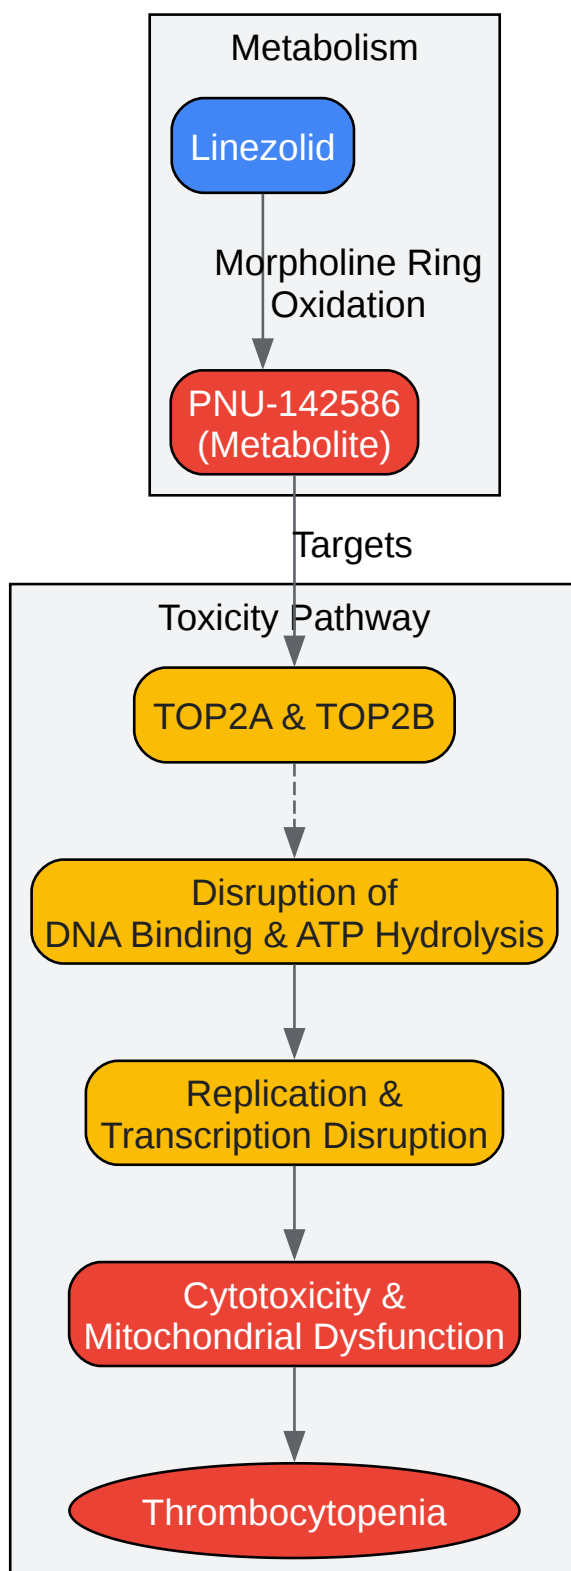 Metabolism
Linezolid
Morpholine Ring
Oxidation
PNU-142586
(Metabolite)
Targets
Toxicity Pathway
TOP2A & TOP2B
Disruption of
DNA Binding & ATP Hydrolysis
Replication &
Transcription Disruption
Cytotoxicity &
Mitochondrial Dysfunction
Thrombocytopenia